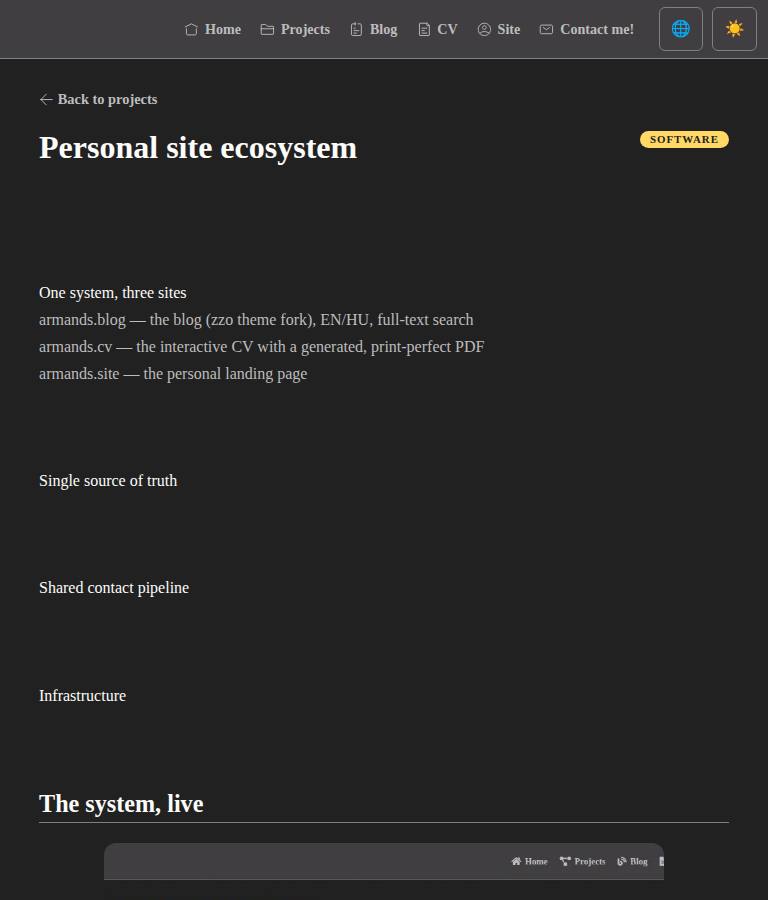 Home Projects Blog CV Site Contact me!
Back to projects
Personal site ecosystem
SOFTWARE
One system, three sites
armands.blog — the blog (zzo theme fork), EN/HU, full-text search
armands.cv — the interactive CV with a generated, print-perfect PDF
armands.site — the personal landing page
Single source of truth
Shared contact pipeline
Infrastructure
The system, live
Home Projects Blog